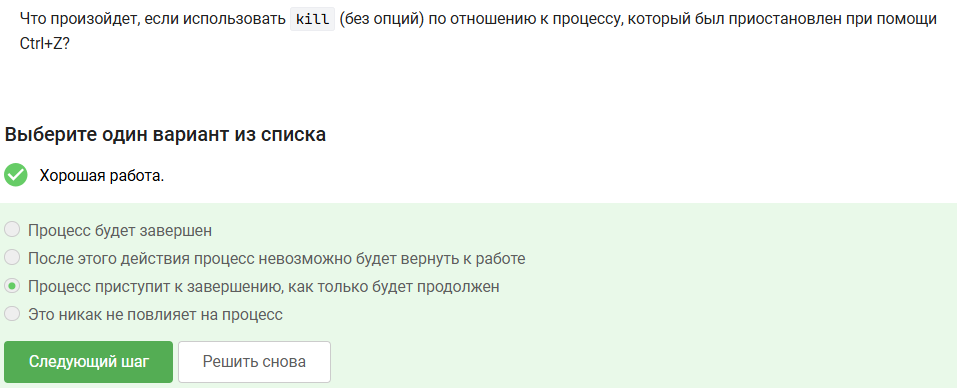 Что произойдет, если использовать kill (без опций) по отношению к процессу, который был приостановлен при помощи
Ctrl+Z?
Выберите один вариант из списка
Хорошая работа.
Процесс будет завершен
После этого действия процесс невозможно будет вернуть к работе
Процесс приступит к завершению, как только будет продолжен
Это никак не повлияет на процесс
Следующий шаг
Решить снова